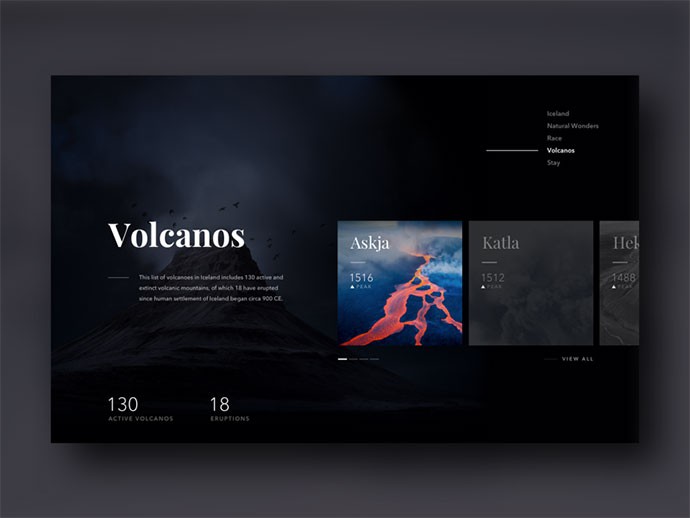 Iceland
Natural Wonders
Race
Volcanos
Stay
Volcanos
This list of volcanoes in Iceland includes 130 active and
extinct volcanic mountains, of which 18 have erupted
since human settlement of Iceland began circa 900 CE.
Askja
1516
PEAK
Katla
1512
PEAK
Hek
1488
PEAK
VIEW ALL
130
ACTIVE VOLCANOS
18
ERUPTIONS